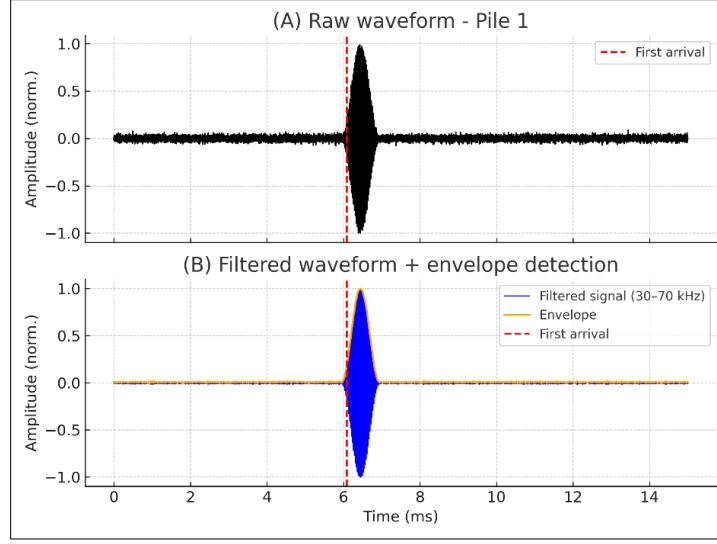 (A) Raw waveform - Pile 1
Amplitude (norm.)
1.0
0.5
0.0
−0.5
−1.0
First arrival
(B) Filtered waveform + envelope detection
Amplitude (norm.)
1.0
0.5
0.0
−0.5
−1.0
Filtered signal (30–70 kHz)
Envelope
First arrival
0 2 4 6 8 10 12 14
Time (ms)